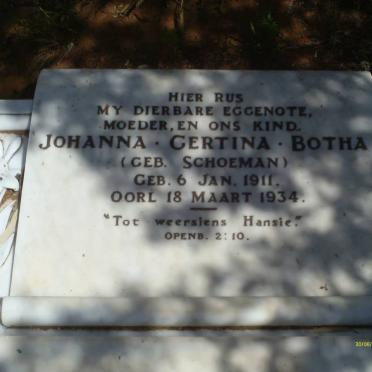 HIER RUS
MY DIERBARE EGGENOTE,
MOEDER, EN ONS KIND.
JOHANNA · GERTINA · BOTHA
(GEB. SCHOEMAN)
GEB. 6 JAN. 1911.
OORL 18 MAART 1934.
"Tot weersiens Hansie."
OPENB. 2:10.